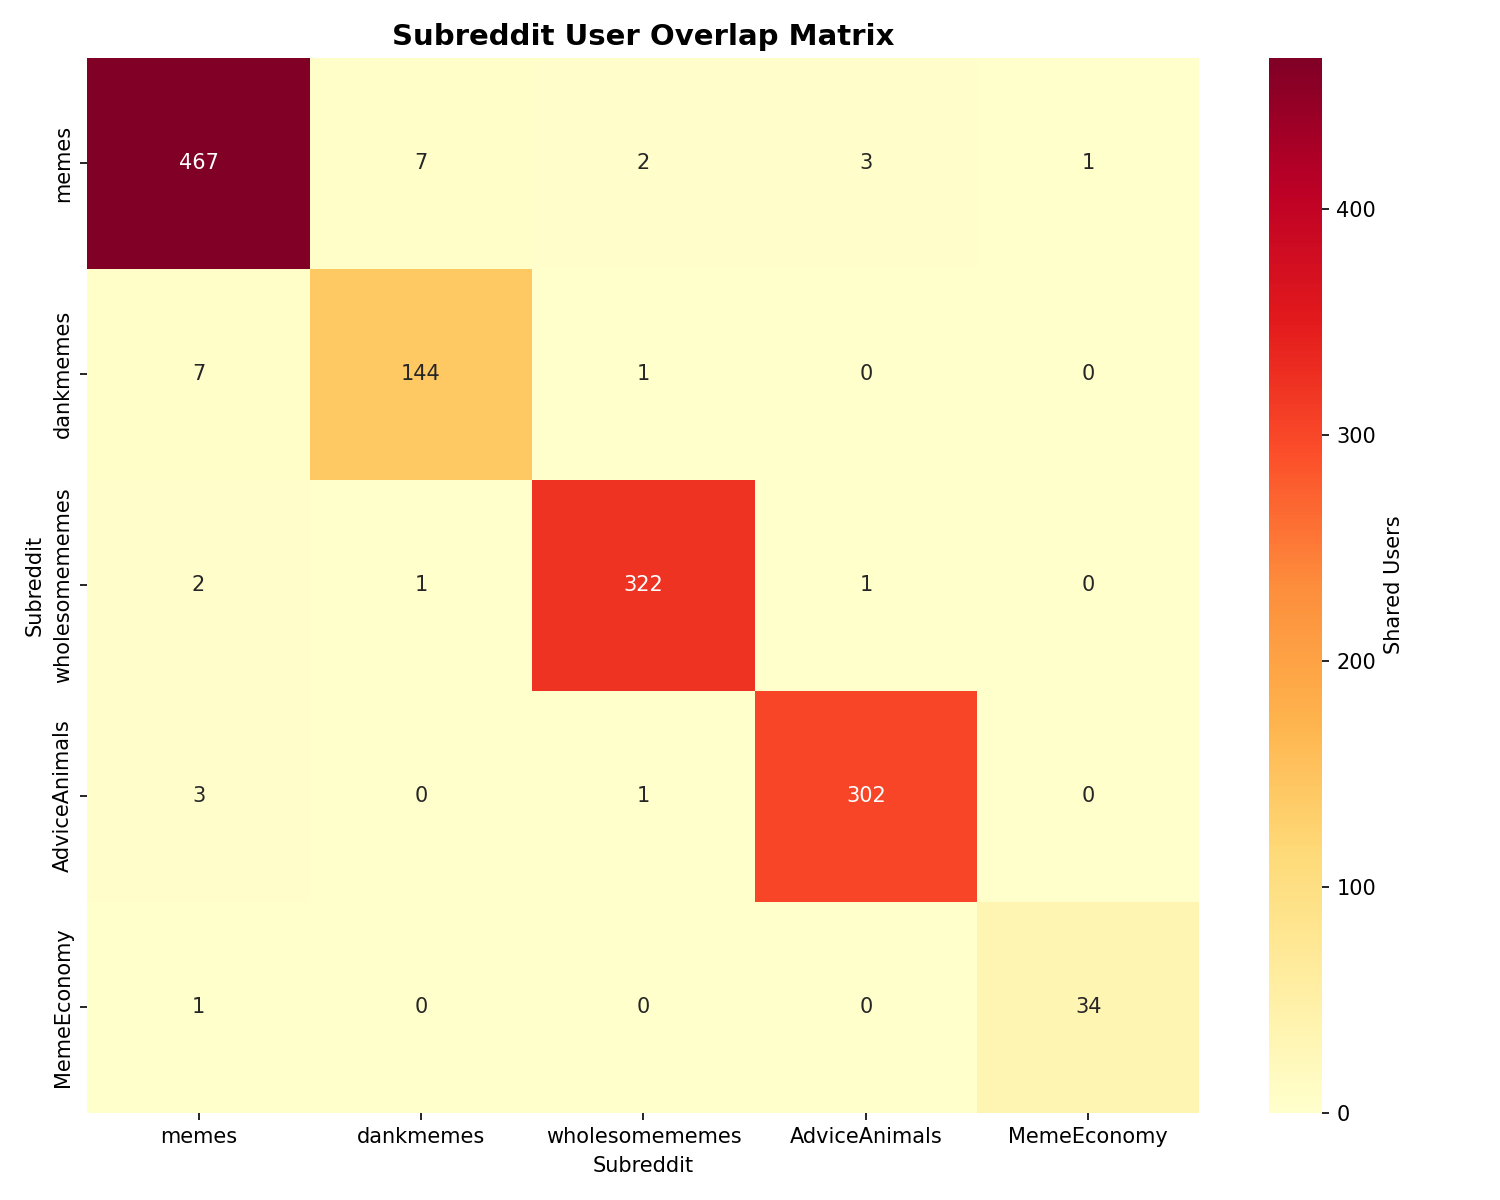 Subreddit User Overlap Matrix
Subreddit
memes
467 7 2 3 1
dankmemes
7 144 1 0 0
wholesomememes
2 1 322 1 0
AdviceAnimals
3 0 1 302 0
MemeEconomy
1 0 0 0 34
memes dankmemes wholesomememes AdviceAnimals MemeEconomy
Subreddit
400
300
200
100
0
Shared Users